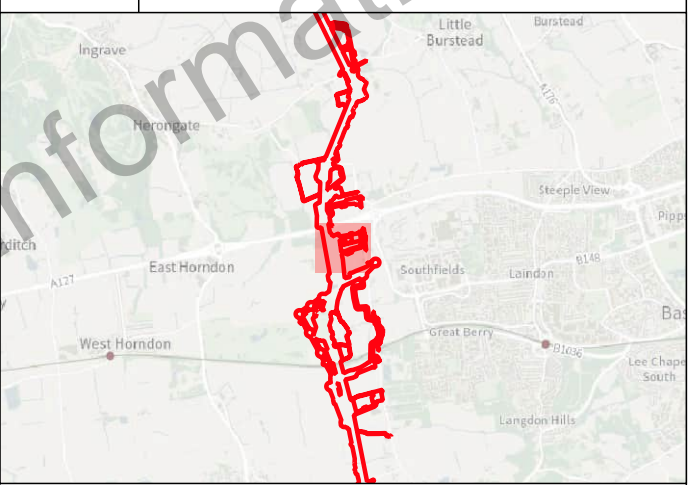 Little
Burstead
Burstead
Ingrave
A176
Herongate
nformati
Steeple View
Pipps
rditch
East Horndon
Southfields
Laindon
B148
A127
Bas
West Horndon
Great Berry
B1036
Lee Chape
South
Langdon Hills